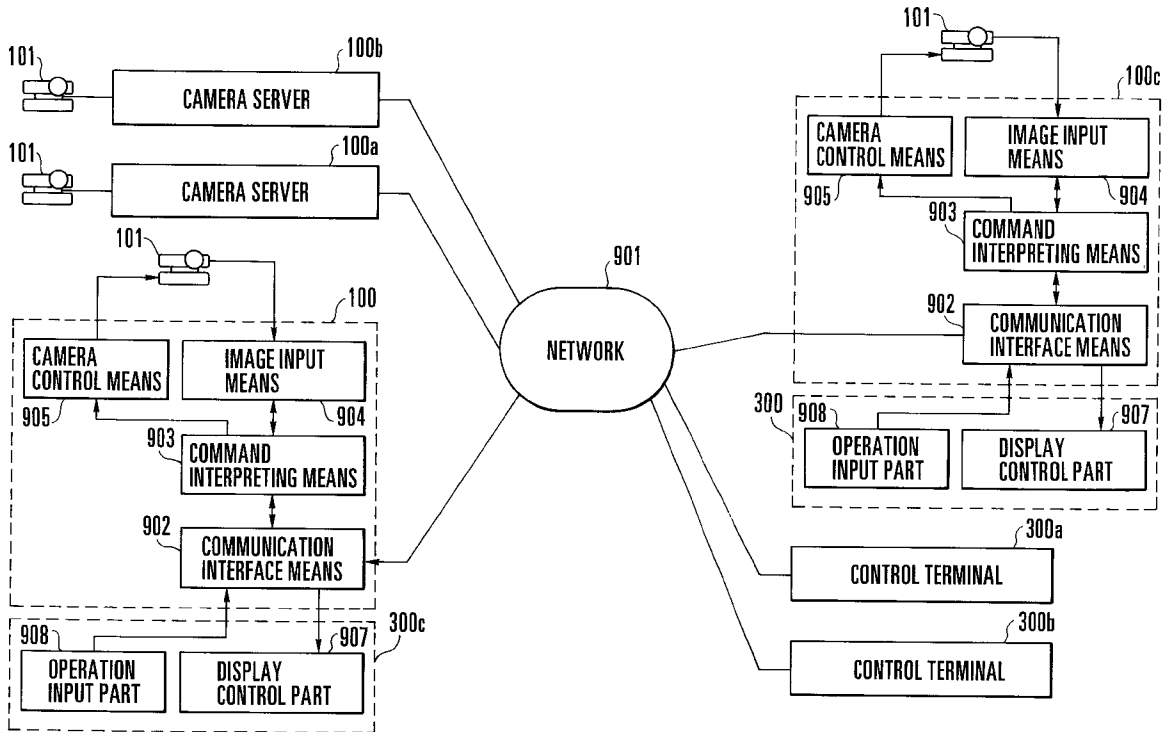 101
100b
CAMERA SERVER
101
100a
CAMERA SERVER
101
100
CAMERA
CONTROL MEANS
IMAGE INPUT
MEANS
905
904
903
COMMAND
INTERPRETING MEANS
902
COMMUNICATION
INTERFACE MEANS
908
907
300c
OPERATION
INPUT PART
DISPLAY
CONTROL PART
901
NETWORK
101
100c
CAMERA
CONTROL MEANS
IMAGE INPUT
MEANS
905
904
903
COMMAND
INTERPRETING MEANS
902
COMMUNICATION
INTERFACE MEANS
300
908
907
OPERATION
INPUT PART
DISPLAY
CONTROL PART
300a
CONTROL TERMINAL
300b
CONTROL TERMINAL